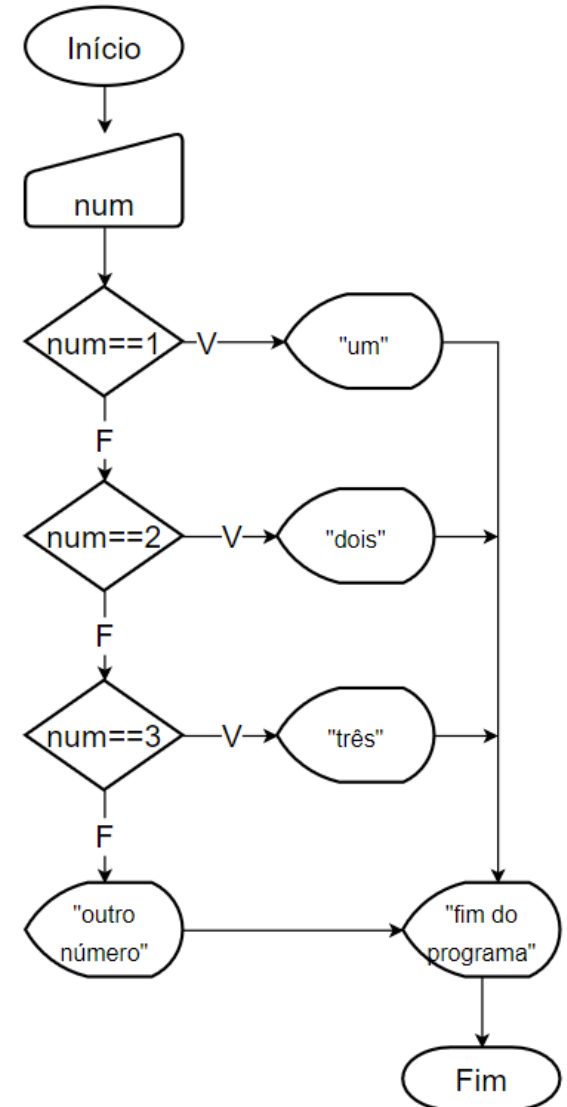 Início
num
num==1
V
"um"
F
num==2
V
"dois"
F
num==3
V
"três"
F
"outro
número"
"fim do
programa"
Fim